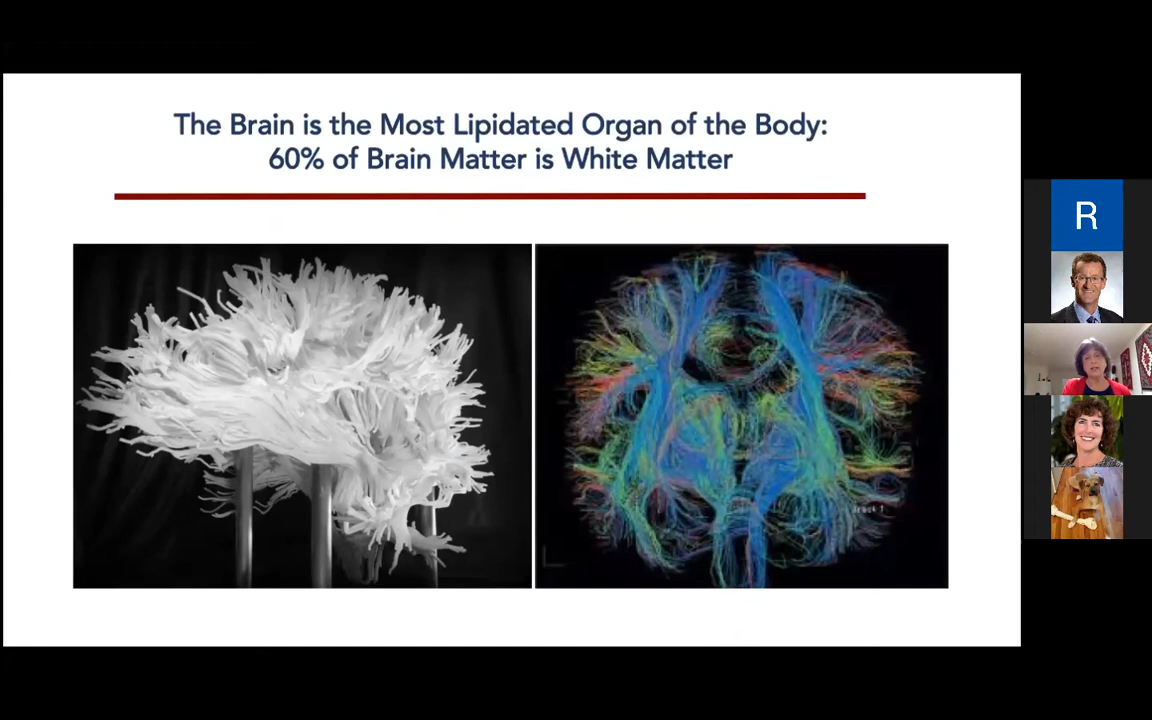 The Brain is the Most Lipidated Organ of the Body:
60% of Brain Matter is White Matter
R